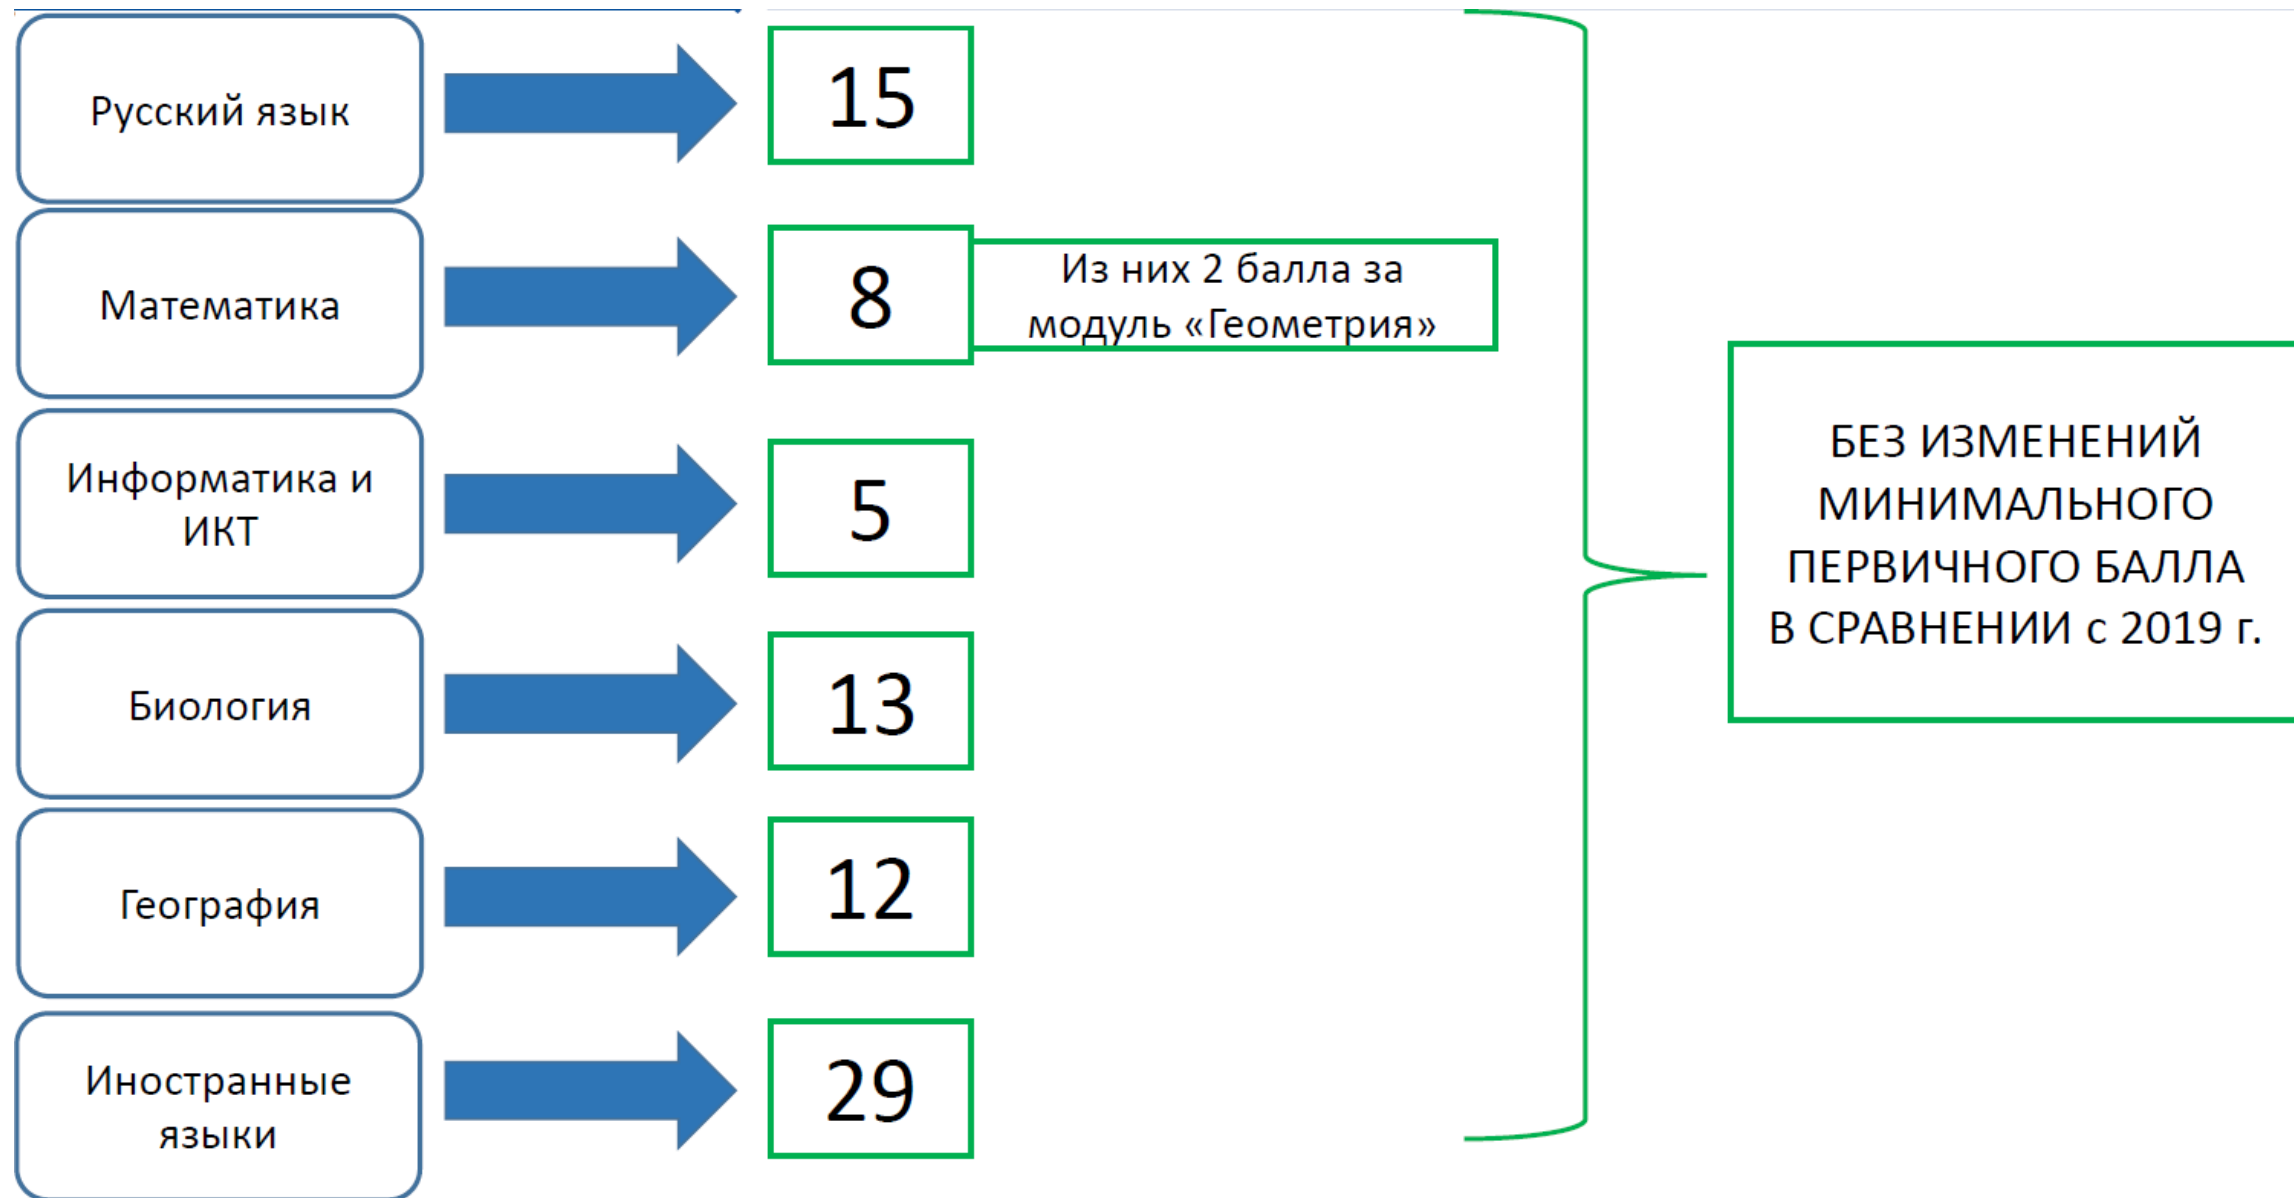 Русский язык
15
Математика
8
Из них 2 балла за
модуль «Геометрия»
Информатика и
ИКТ
5
Биология
13
География
12
Иностранные
языки
29
БЕЗ ИЗМЕНЕНИЙ
МИНИМАЛЬНОГО
ПЕРВИЧНОГО БАЛЛА
В СРАВНЕНИИ с 2019 г.